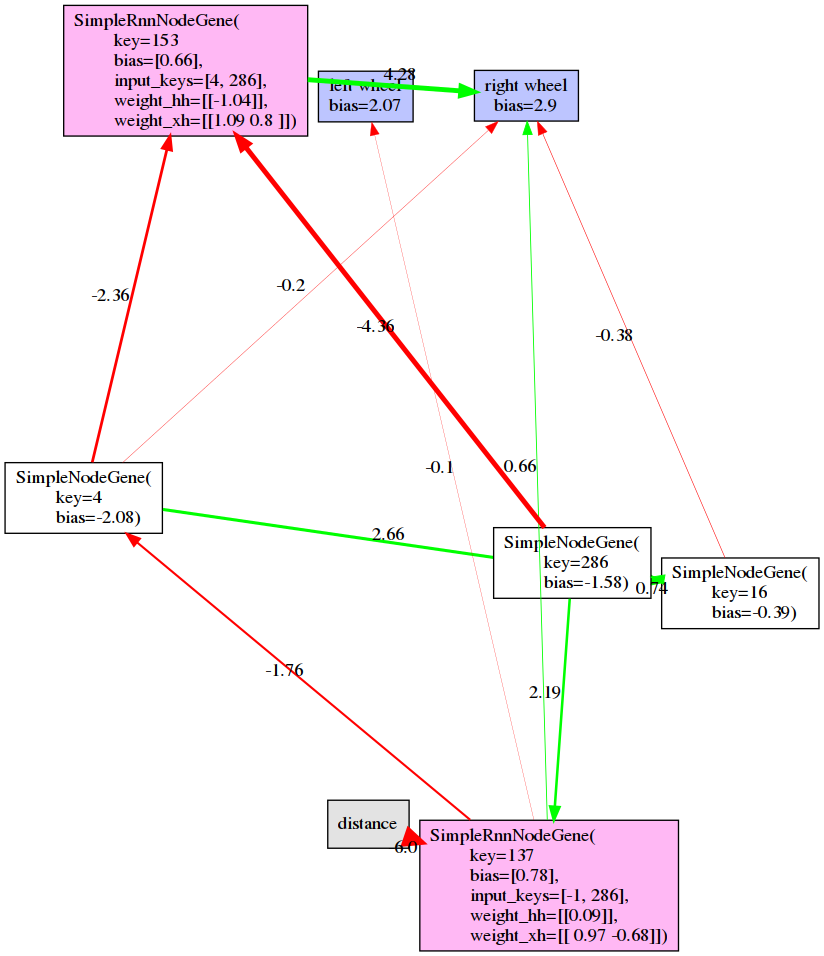 SimpleRnnNodeGene(
key=153
bias=[0.66],
input_keys=[4, 286],
weight_hh=[[-1.04]],
weight_xh=[[1.09 0.8 ]])
4.28
left wheel
bias=2.07
right wheel
bias=2.9
-2.36
-0.2
-4.36
-0.38
-0.1
0.66
SimpleNodeGene(
key=4
bias=-2.08)
2.66
SimpleNodeGene(
key=286
bias=-1.58)
0.74
SimpleNodeGene(
key=16
bias=-0.39)
-1.76
2.19
distance
6.0
SimpleRnnNodeGene(
key=137
bias=[0.78],
input_keys=[-1, 286],
weight_hh=[[0.09]],
weight_xh=[[ 0.97 -0.68]])